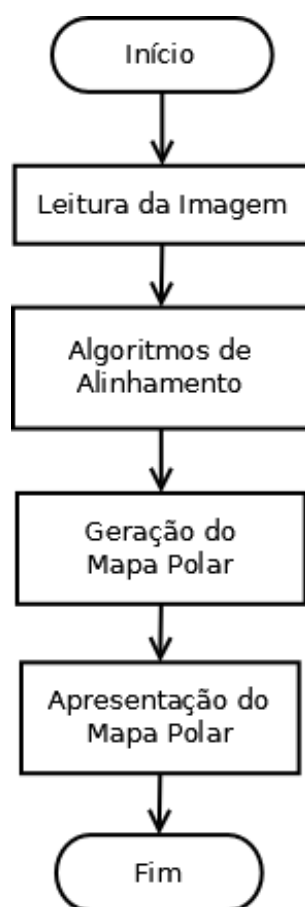 Início
Leitura da Imagem
Algoritmos de
Alinhamento
Geração do
Mapa Polar
Apresentação do
Mapa Polar
Fim